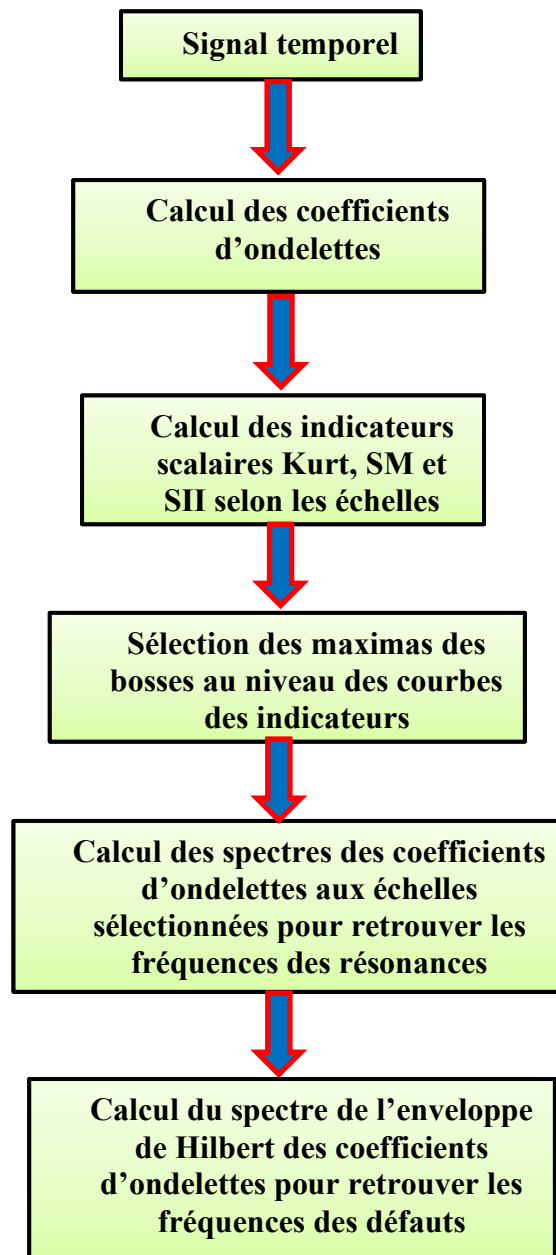 Signal temporel
Calcul des coefficients
d’ondelettes
Calcul des indicateurs
scalaires Kurt, SM et
SII selon les échelles
Sélection des maximas des
bosses au niveau des courbes
des indicateurs
Calcul des spectres des coefficients
d’ondelettes aux échelles
sélectionnées pour retrouver les
fréquences des résonances
Calcul du spectre de l’enveloppe
de Hilbert des coefficients
d’ondelettes pour retrouver les
fréquences des défauts